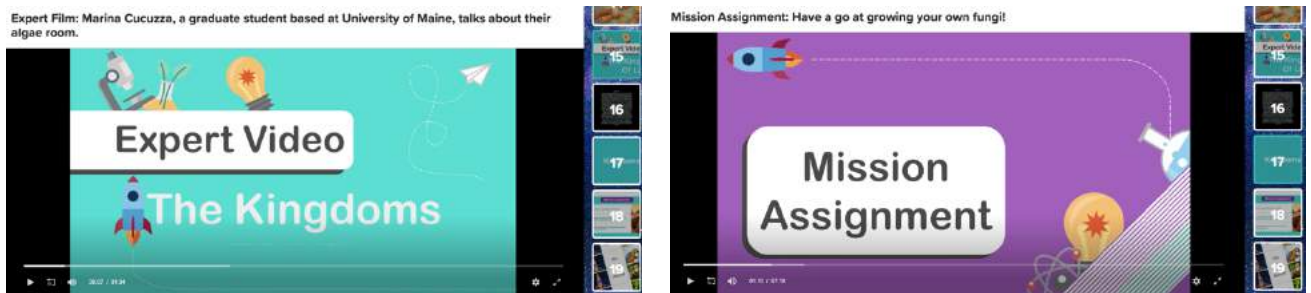 Expert Film: Marina Cucuzza, a graduate student based at University of Maine, talks about their
algae room.
Expert Video
The Kingdoms
15
16
17
18
19
Mission Assignment: Have a go at growing your own fungi!
Mission
Assignment
15
16
17
18
19